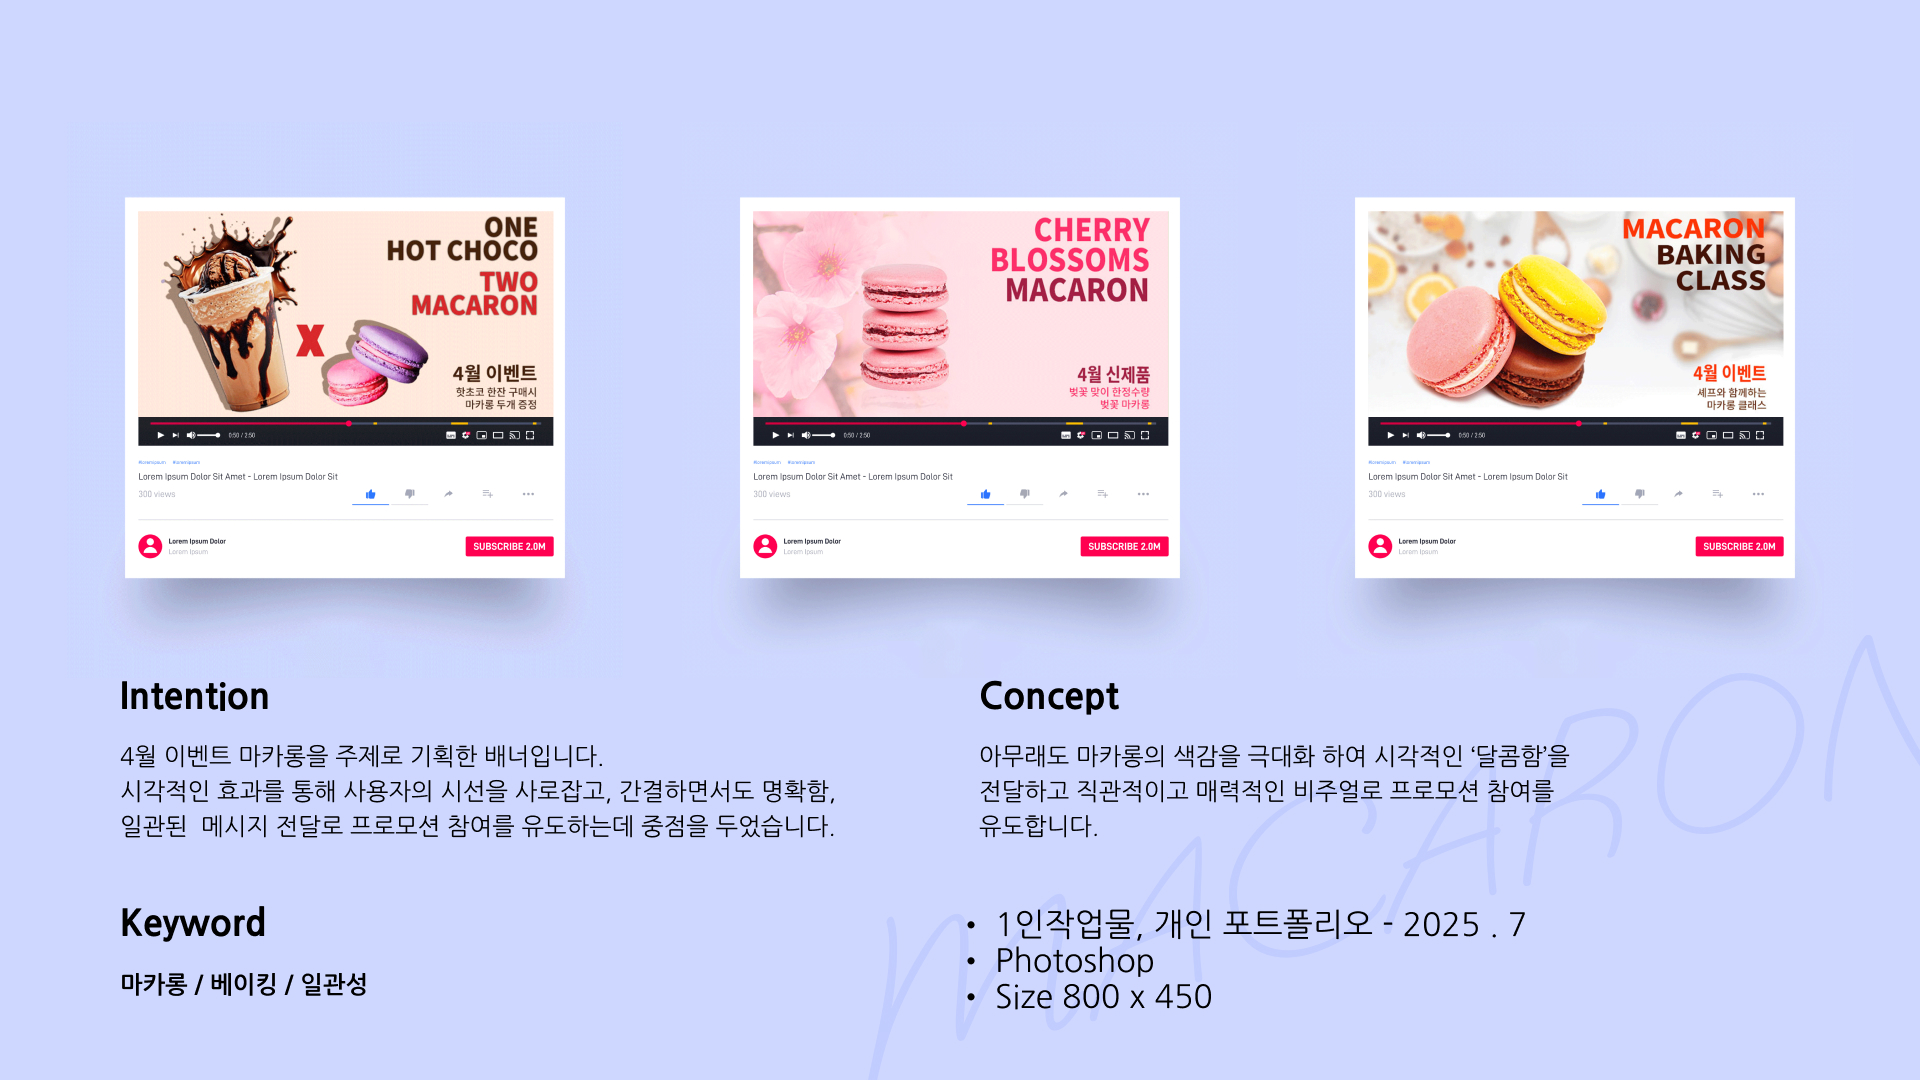 ONE
HOT CHOCO
TWO
MACARON
X
4월 이벤트
핫초코 한잔 구매시
마카롱 두개 증정
0:50 / 2:50
#loremipsum #loremipsum
Lorem Ipsum Dolor Sit Amet - Lorem Ipsum Dolor Sit
300 views
Lorem Ipsum Dolor
Lorem Ipsum
SUBSCRIBE 2.0M
CHERRY
BLOSSOMS
MACARON
4월 신제품
벚꽃 맞이 한정수량
벚꽃 마카롱
0:50 / 2:50
#loremipsum #loremipsum
Lorem Ipsum Dolor Sit Amet - Lorem Ipsum Dolor Sit
300 views
Lorem Ipsum Dolor
Lorem Ipsum
SUBSCRIBE 2.0M
MACARON
BAKING
CLASS
4월 이벤트
셰프와 함께하는
마카롱 클래스
0:50 / 2:50
#loremipsum #loremipsum
Lorem Ipsum Dolor Sit Amet - Lorem Ipsum Dolor Sit
300 views
Lorem Ipsum Dolor
Lorem Ipsum
SUBSCRIBE 2.0M
Intention
4월 이벤트 마카롱을 주제로 기획한 배너입니다.
시각적인 효과를 통해 사용자의 시선을 사로잡고, 간결하면서도 명확함,
일관된 메시지 전달로 프로모션 참여를 유도하는데 중점을 두었습니다.
Concept
아무래도 마카롱의 색감을 극대화 하여 시각적인 ‘달콤함’을
전달하고 직관적이고 매력적인 비주얼로 프로모션 참여를
유도합니다.
Keyword
마카롱 / 베이킹 / 일관성
• 1인작업물, 개인 포트폴리오 - 2025 . 7
• Photoshop
• Size 800 x 450
MACARON